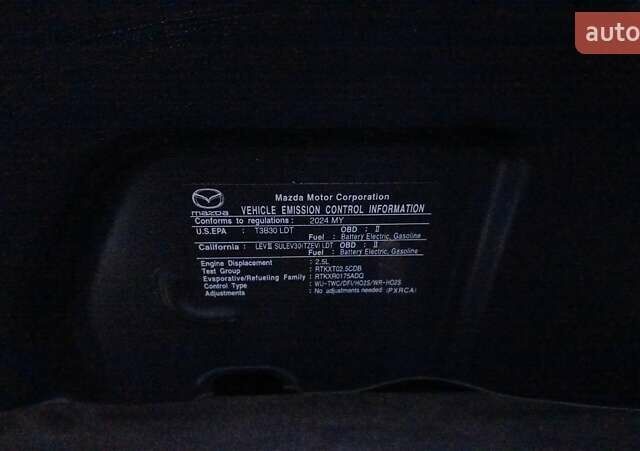 auto
Mazda Motor Corporation
mazda VEHICLE EMISSION CONTROL INFORMATION
Conforms to regulations : 2024 MY
U.S.EPA : T3B30 LDT OBD : II
Fuel : Battery Electric, Gasoline
California : LEVIII SULEV30(TZEV) LDT OBD : II
Fuel : Battery Electric, Gasoline
Engine Displacement : 2.5L
Test Group : RTKXT02.5CDB
Evaporative/Refueling Family : RTKXR0175ADG
Control Type : WU-TWC/DFI/HO2S/WR-HO2S
Adjustments : No adjustments needed (PXRCA)